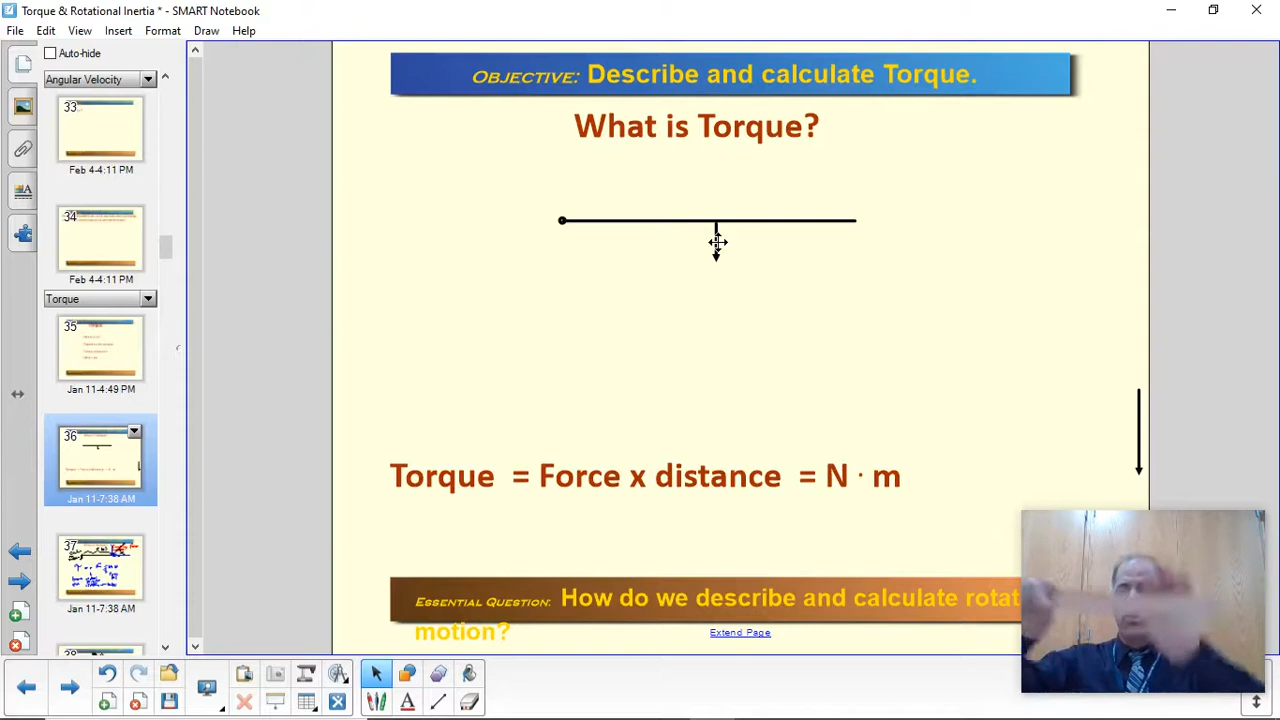 Torque & Rotational Inertia * - SMART Notebook
File Edit View Insert Format Draw Help
Auto-hide
Angular Velocity
33
Feb 4-4:11 PM
34
Feb 4-4:11 PM
Torque
35
Jan 11-4:49 PM
36
Jan 11-7:38 AM
37
Jan 11-7:38 AM
OBJECTIVE: Describe and calculate Torque.
What is Torque?
Torque = Force x distance = N · m
ESSENTIAL QUESTION: How do we describe and calculate rotat
motion?
Extend Page